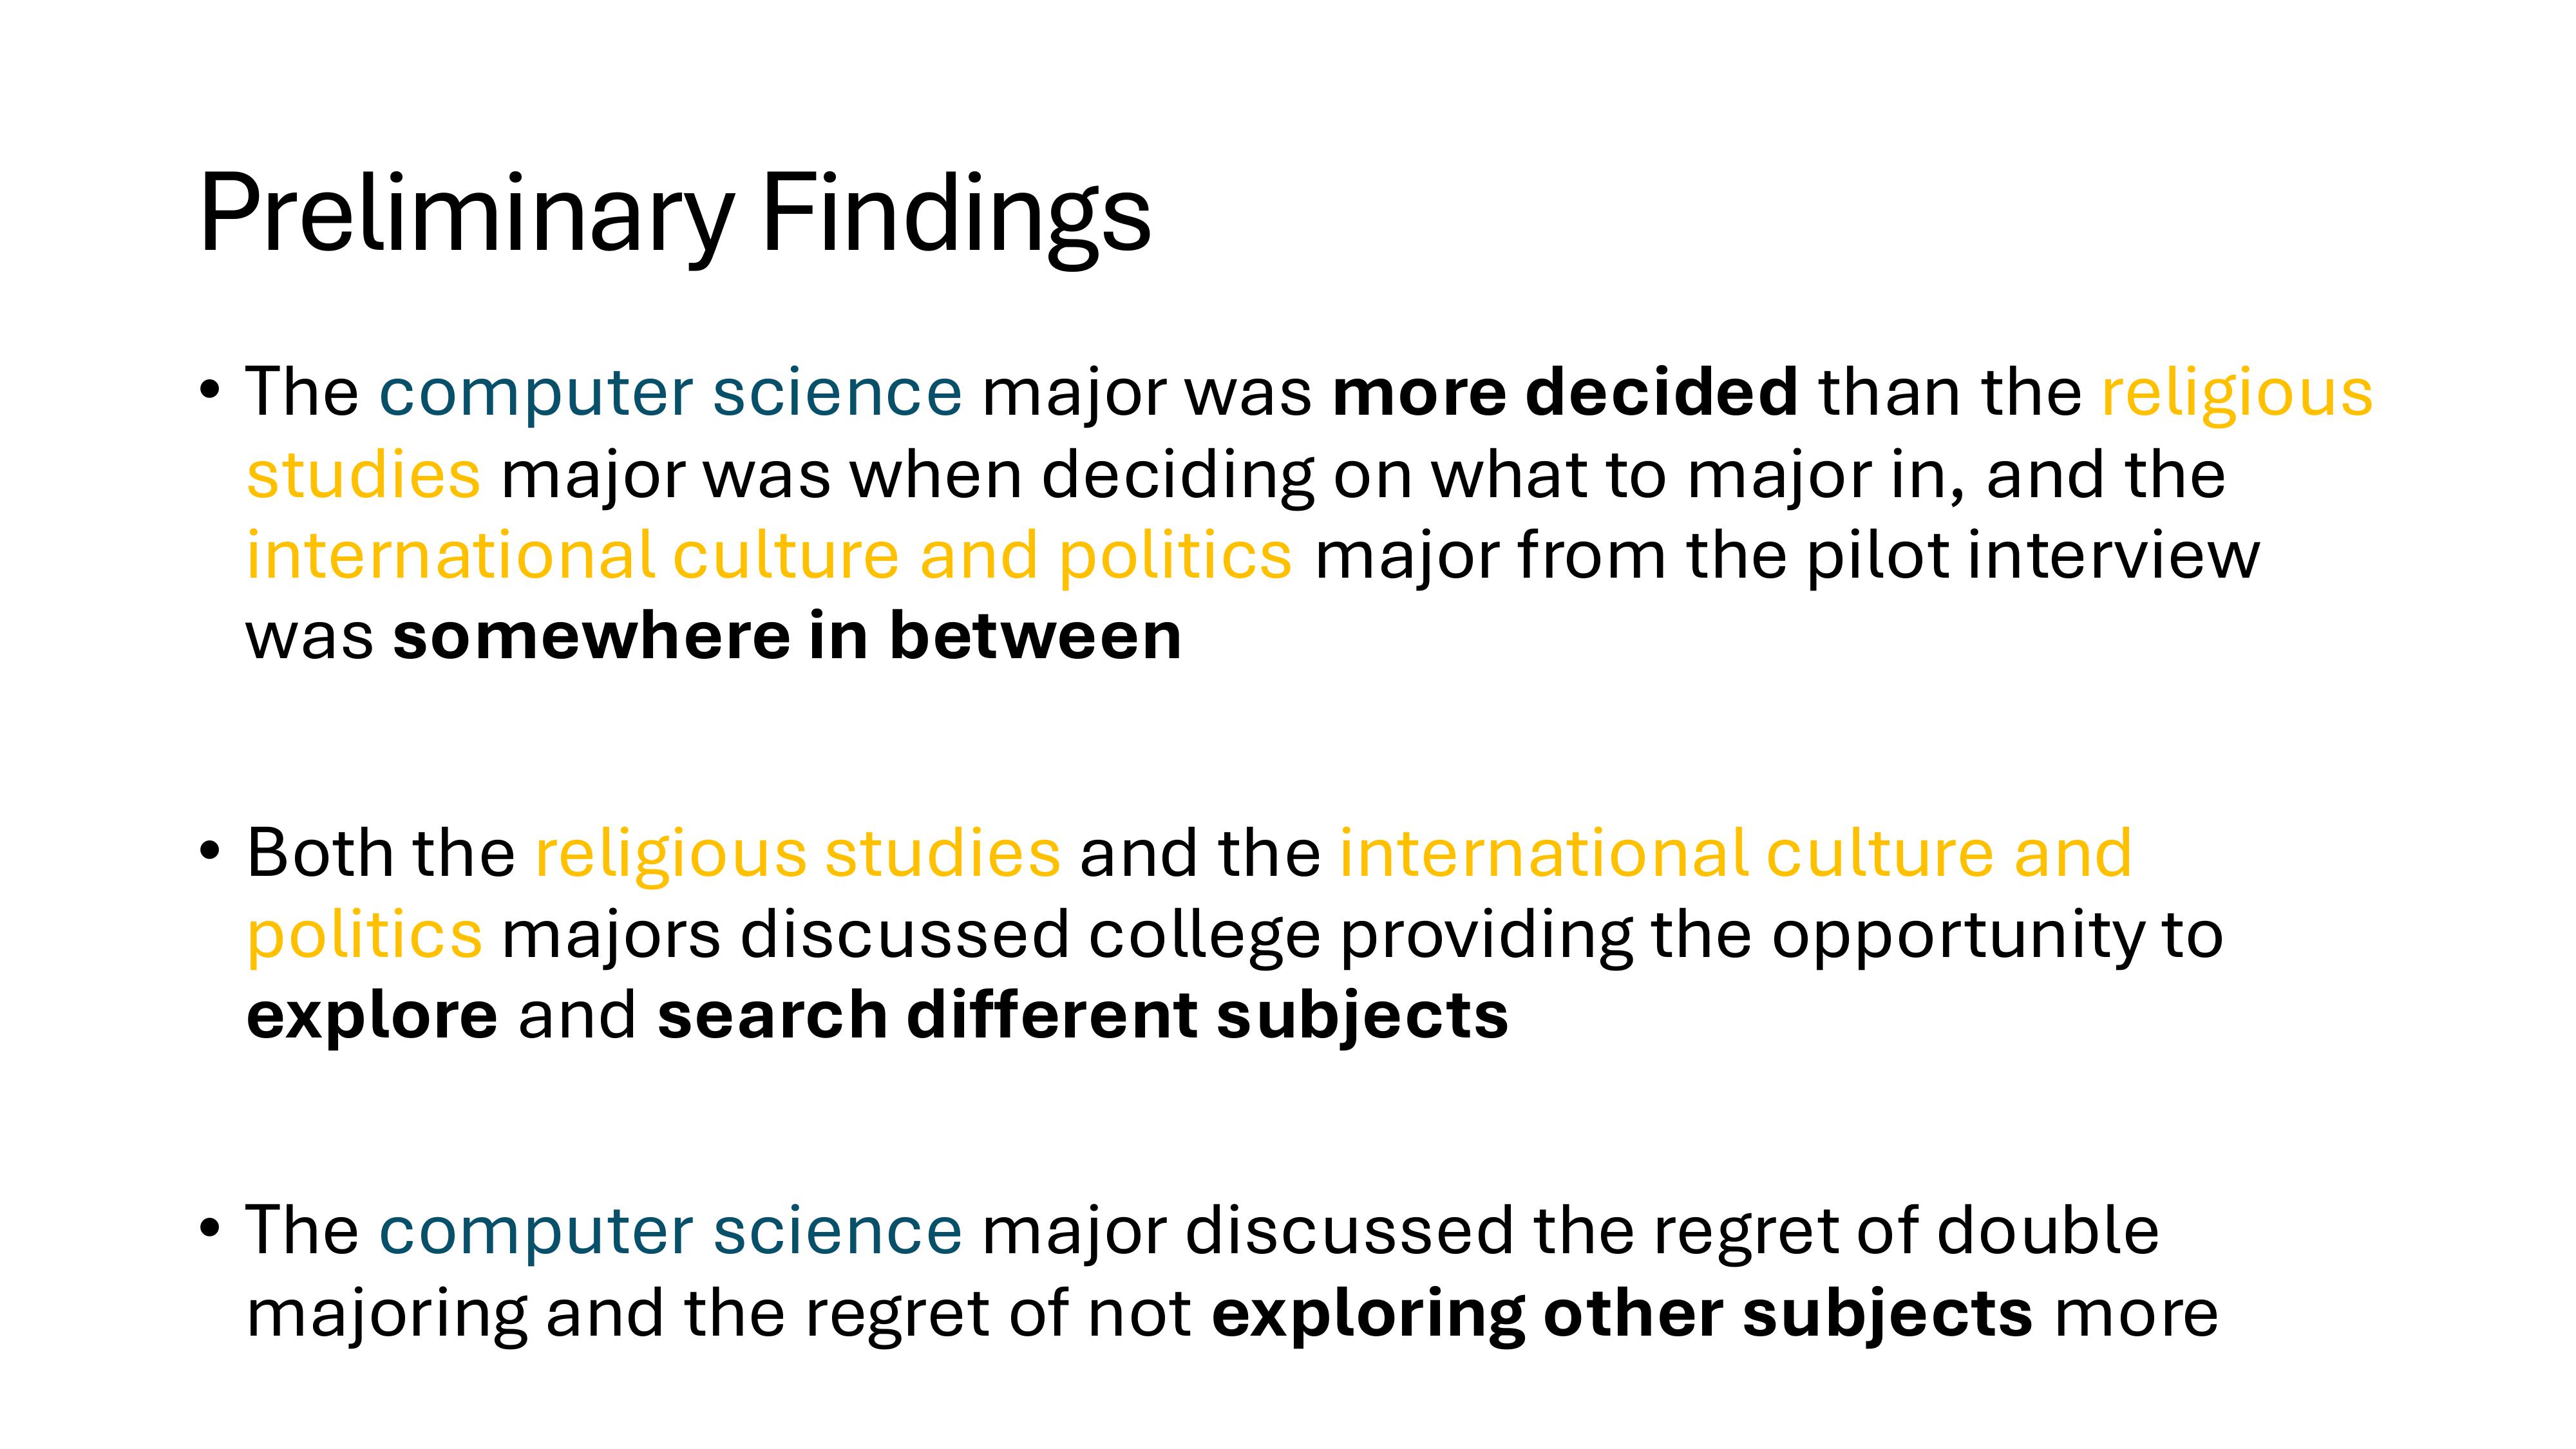 Preliminary Findings
• The computer science major was more decided than the religious
studies major was when deciding on what to major in, and the
international culture and politics major from the pilot interview
was somewhere in between
• Both the religious studies and the international culture and
politics majors discussed college providing the opportunity to
explore and search different subjects
• The computer science major discussed the regret of double
majoring and the regret of not exploring other subjects more